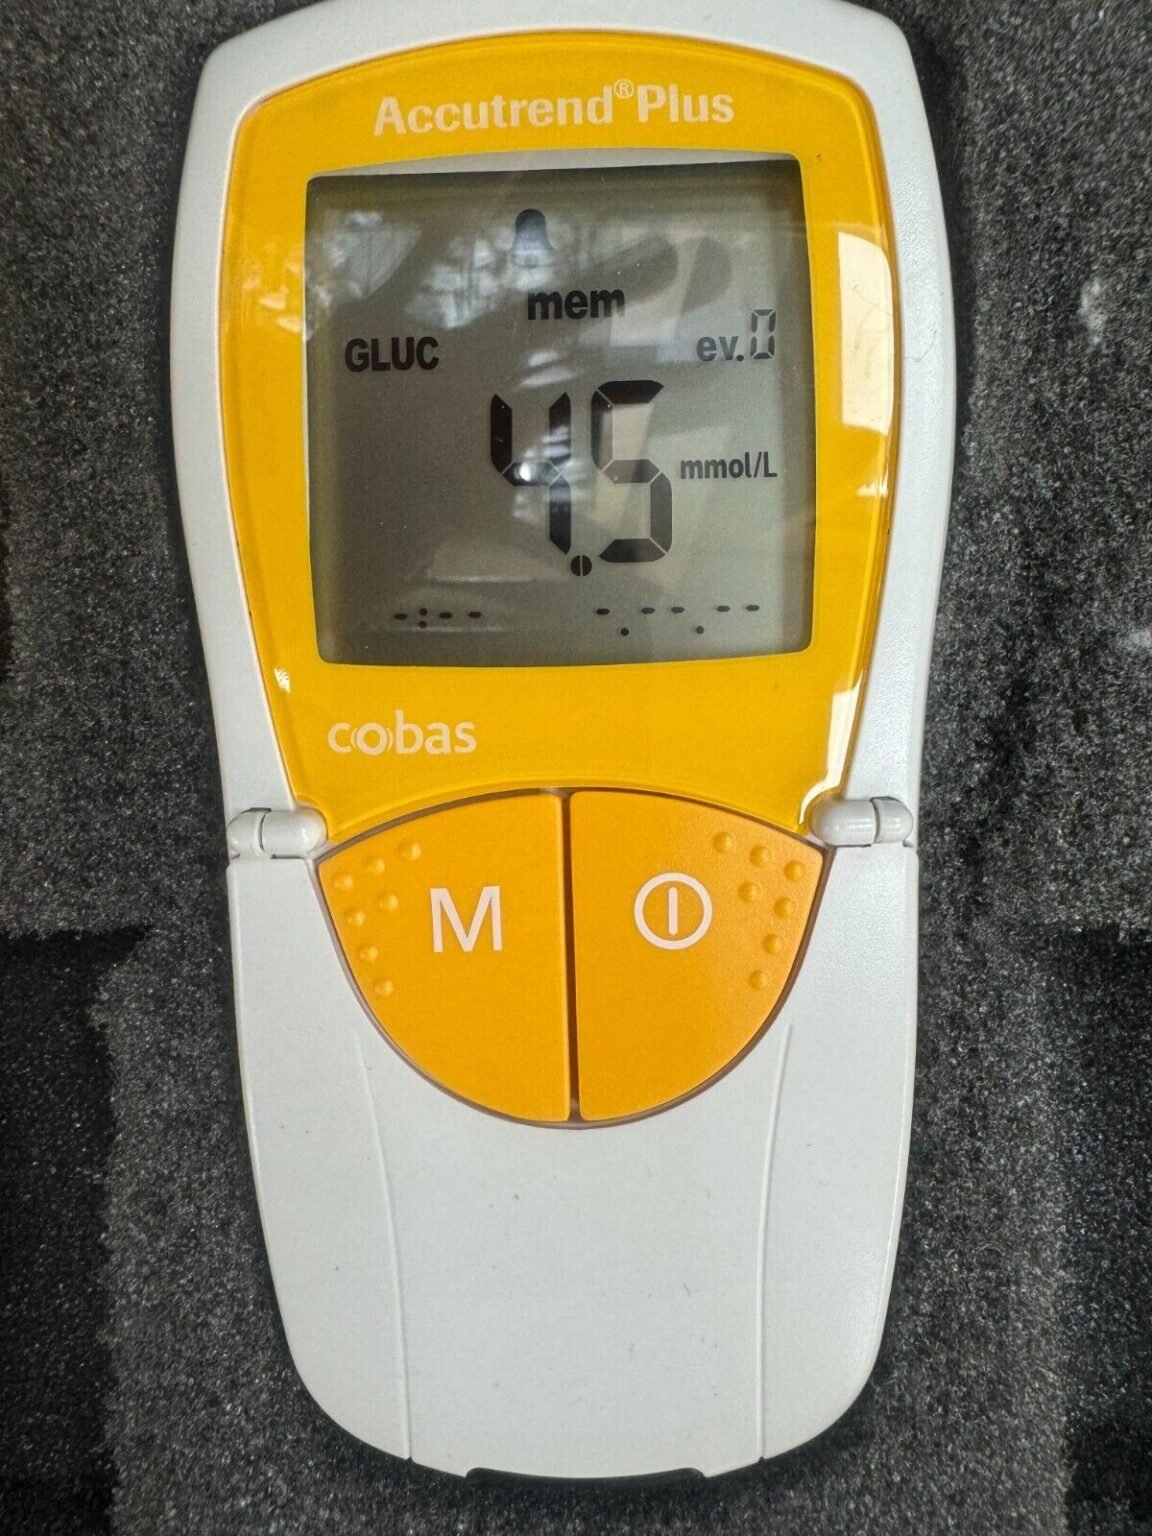 Accutrend® Plus
mem
GLUC ev.0
4.5 mmol/L
-:-- -.--.--
cobas
M